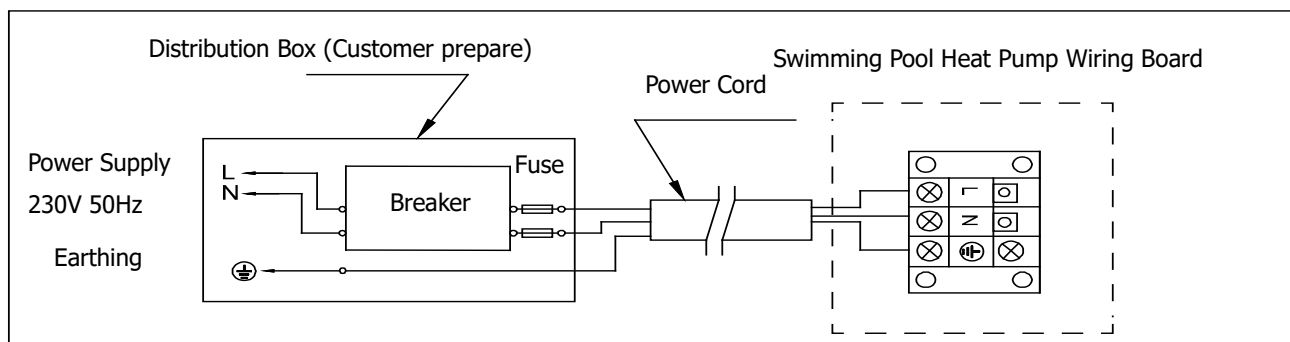 Distribution Box (Customer prepare)
Swimming Pool Heat Pump Wiring Board
Power Cord
Power Supply
230V 50Hz
Earthing
L
N
Breaker
Fuse
L
N